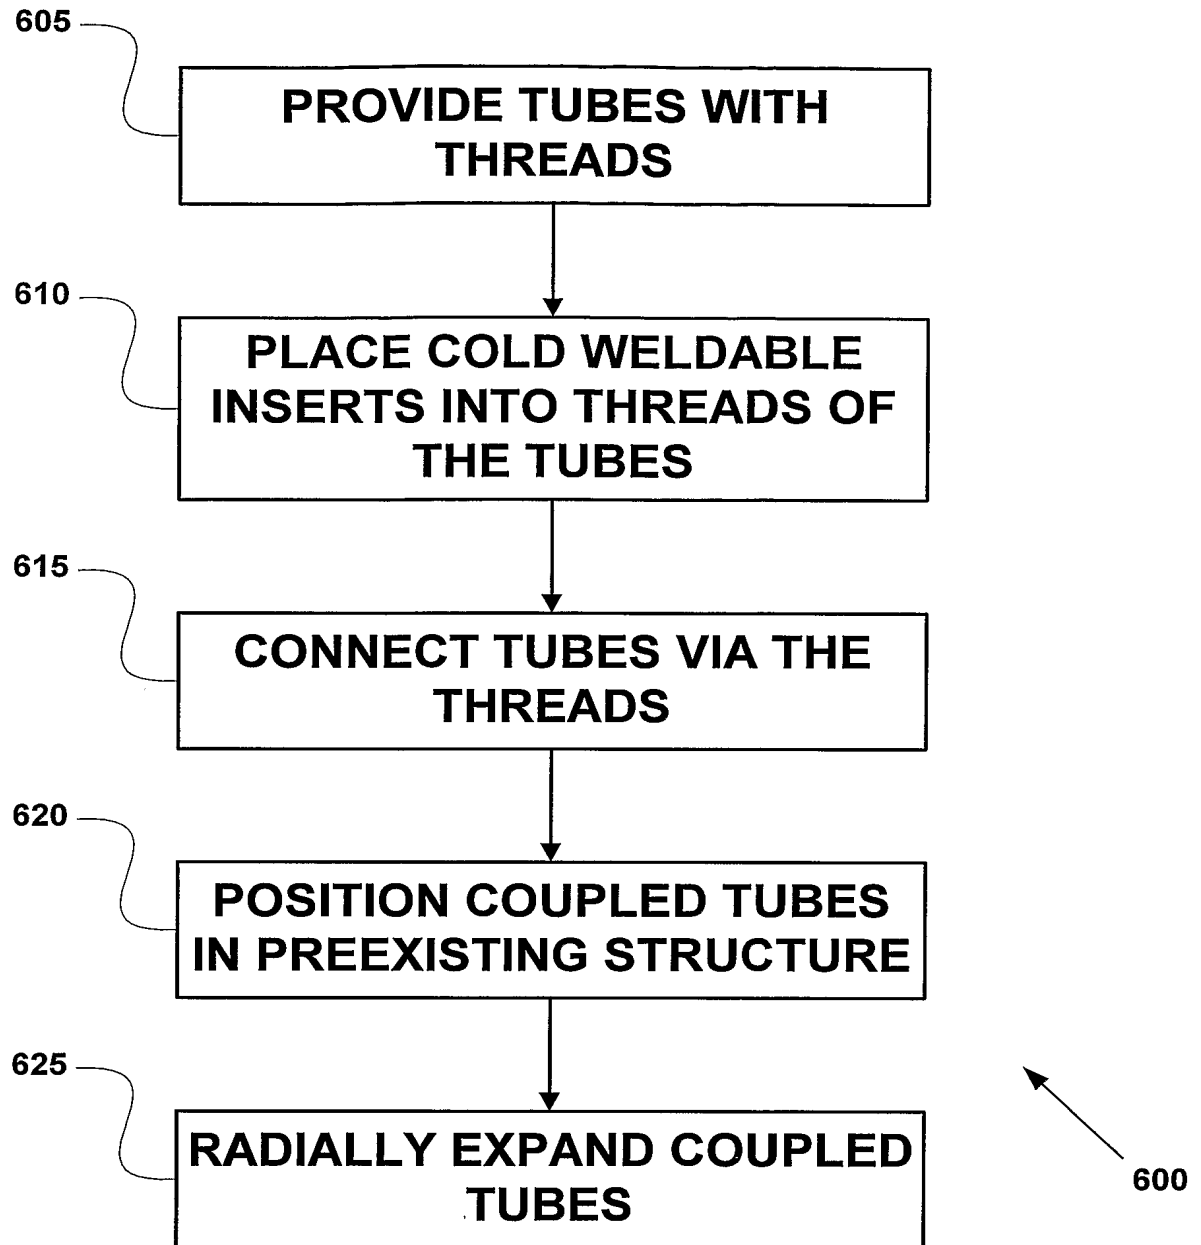 605
PROVIDE TUBES WITH
THREADS
610
PLACE COLD WELDABLE
INSERTS INTO THREADS OF
THE TUBES
615
CONNECT TUBES VIA THE
THREADS
620
POSITION COUPLED TUBES
IN PREEXISTING STRUCTURE
625
RADIALLY EXPAND COUPLED
TUBES
600